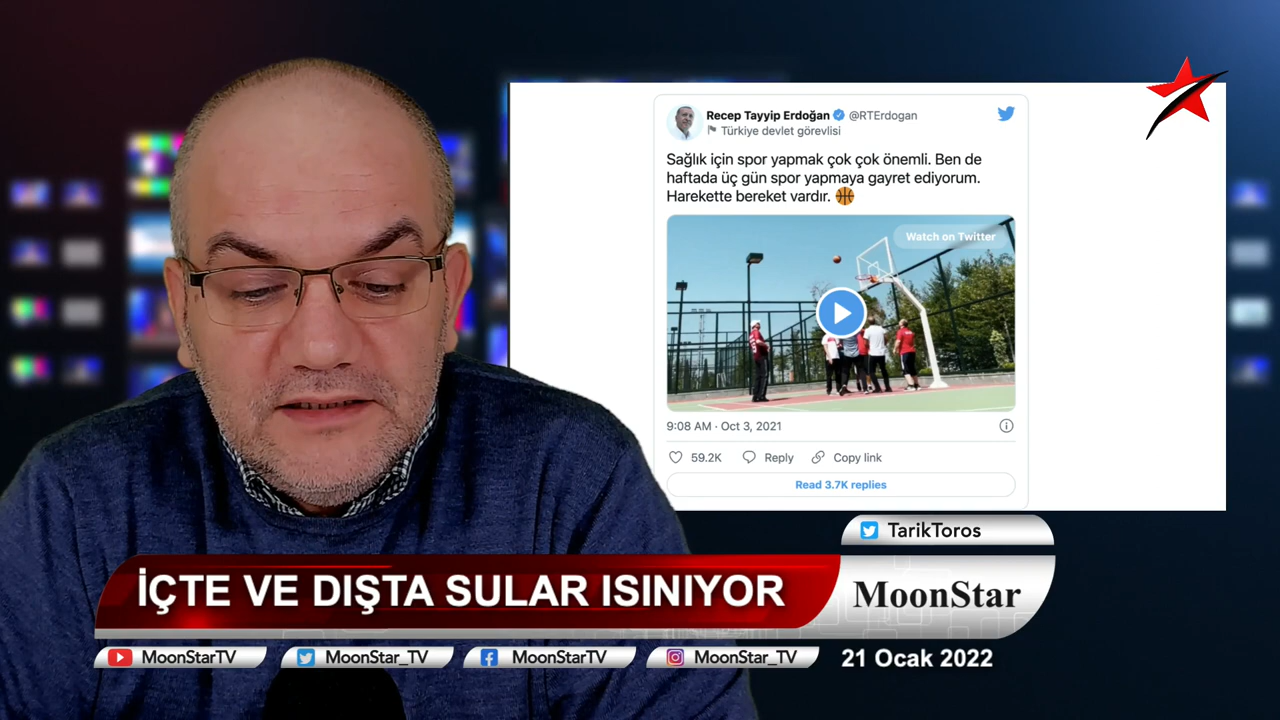 Recep Tayyip Erdoğan @RTErdogan
Türkiye devlet görevlisi
Sağlık için spor yapmak çok çok önemli. Ben de
haftada üç gün spor yapmaya gayret ediyorum.
Harekette bereket vardır. 🏀
Watch on Twitter
9:08 AM · Oct 3, 2021
59.2K Reply Copy link
Read 3.7K replies
TarikToros
İÇTE VE DIŞTA SULAR ISINIYOR
MoonStar
MoonStarTV MoonStar_TV MoonStarTV MoonStar_TV
21 Ocak 2022